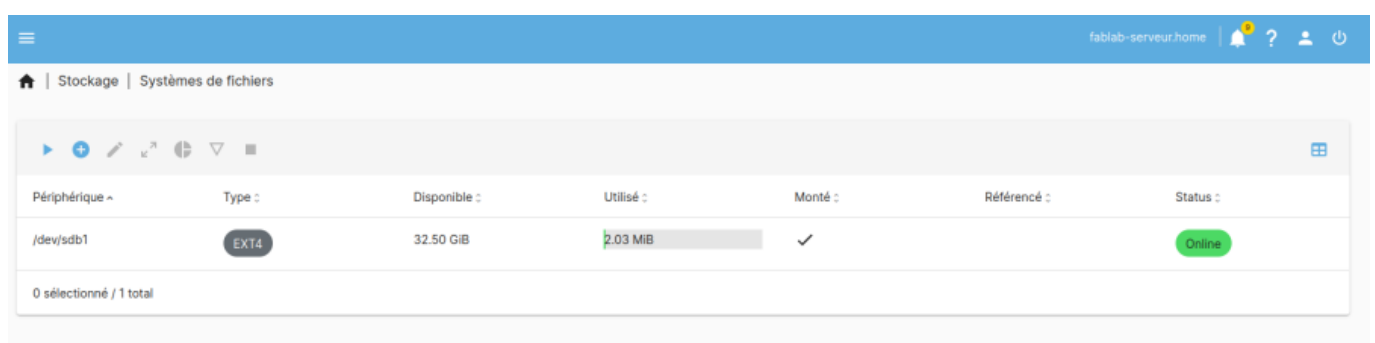 fablab-serveur.home | 9 ?
| Stockage | Systèmes de fichiers
Périphérique Type Disponible Utilisé Monté Référencé Status
/dev/sdb1 EXT4 32.50 GiB 2.03 MiB ✓ Online
0 sélectionné / 1 total